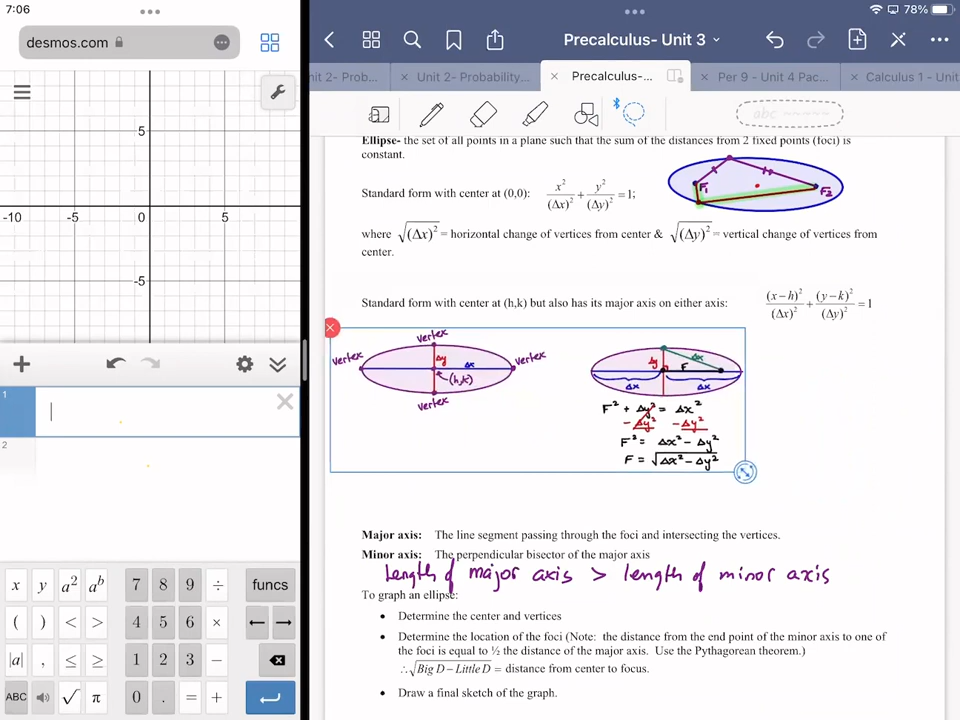 7:06
78%
desmos.com
Precalculus- Unit 3
nit 2- Prob...
Unit 2- Probability...
Precalculus-...
Per 9 - Unit 4 Pac...
Calculus 1 - Unit
abc
5
-10 -5 0 5
-5
1
2
x y a² aᵇ 7 8 9 ÷ funcs
( ) < > 4 5 6 × ← →
|a| , ≤ ≥ 1 2 3 −
ABC √ π 0 . = +
Ellipse- the set of all points in a plane such that the sum of the distances from 2 fixed points (foci) is
constant.
F₁
F₂
Standard form with center at (0,0): x²/(Δx)² + y²/(Δy)² = 1;
where √(Δx)² = horizontal change of vertices from center & √(Δy)² = vertical change of vertices from
center.
Standard form with center at (h,k) but also has its major axis on either axis: (x−h)²/(Δx)² + (y−k)²/(Δy)² = 1
vertex
vertex
Δy
Δx
vertex
(h,k)
vertex
Δy
Δx
F
Δx
Δx
F² + Δy² = Δx²
- Δy² - Δy²
F² = Δx² - Δy²
F = √Δx² - Δy²
Major axis: The line segment passing through the foci and intersecting the vertices.
Minor axis: The perpendicular bisector of the major axis
Length of major axis > length of minor axis
To graph an ellipse:
• Determine the center and vertices
• Determine the location of the foci (Note: the distance from the end point of the minor axis to one of
the foci is equal to ½ the distance of the major axis. Use the Pythagorean theorem.)
∴√Big D − Little D = distance from center to focus.
• Draw a final sketch of the graph.